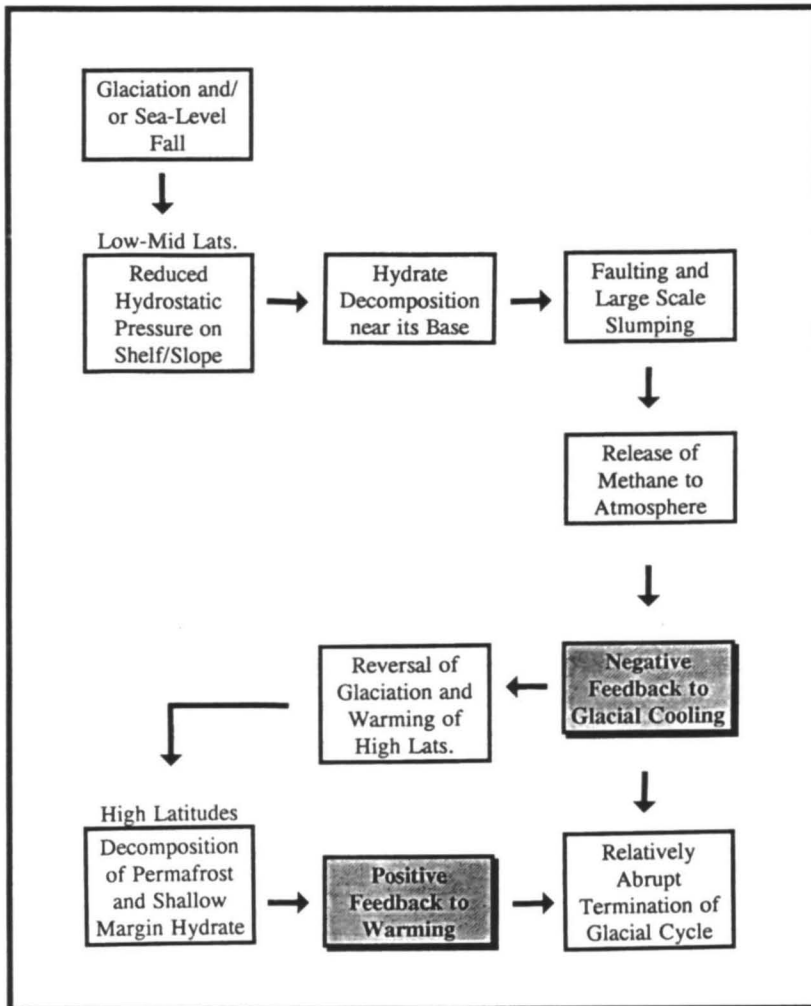 Glaciation and/
or Sea-Level
Fall
Low-Mid Lats.
Reduced
Hydrostatic
Pressure on
Shelf/Slope
Hydrate
Decomposition
near its Base
Faulting and
Large Scale
Slumping
Release of
Methane to
Atmosphere
Negative
Feedback to
Glacial Cooling
Reversal of
Glaciation and
Warming of
High Lats.
High Latitudes
Decomposition
of Permafrost
and Shallow
Margin Hydrate
Positive
Feedback to
Warming
Relatively
Abrupt
Termination of
Glacial Cycle